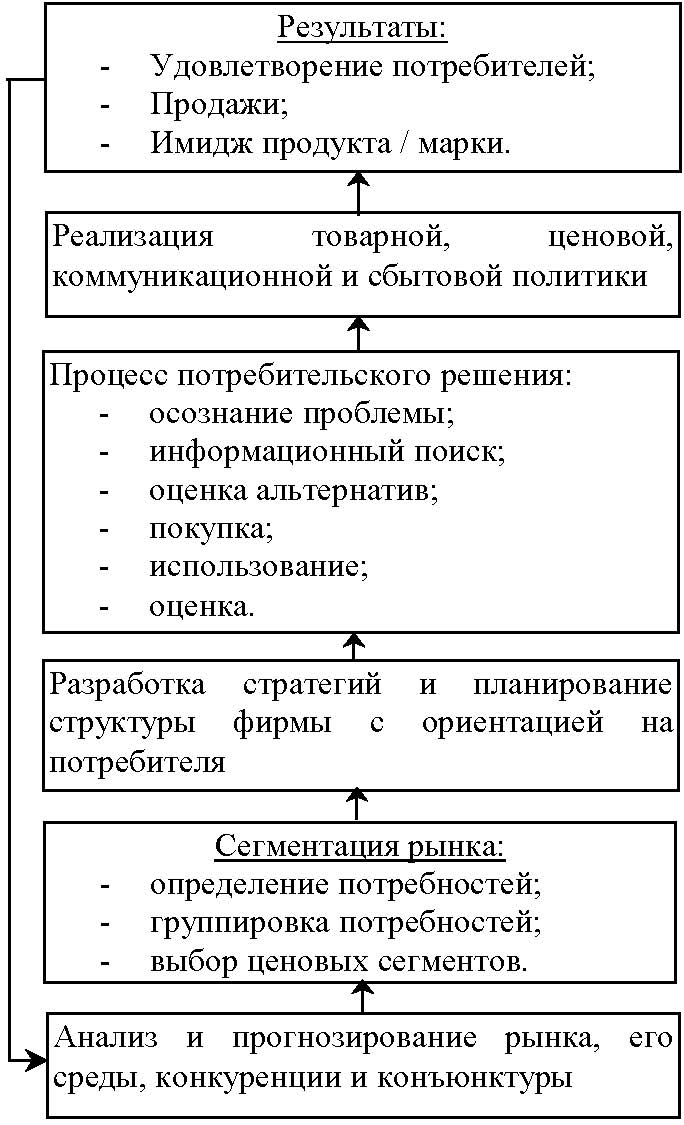 Результаты:
- Удовлетворение потребителей;
- Продажи;
- Имидж продукта / марки.
Реализация товарной, ценовой,
коммуникационной и сбытовой политики
Процесс потребительского решения:
- осознание проблемы;
- информационный поиск;
- оценка альтернатив;
- покупка;
- использование;
- оценка.
Разработка стратегий и планирование
структуры фирмы с ориентацией на
потребителя
Сегментация рынка:
- определение потребностей;
- группировка потребностей;
- выбор ценовых сегментов.
Анализ и прогнозирование рынка, его
среды, конкуренции и конъюнктуры